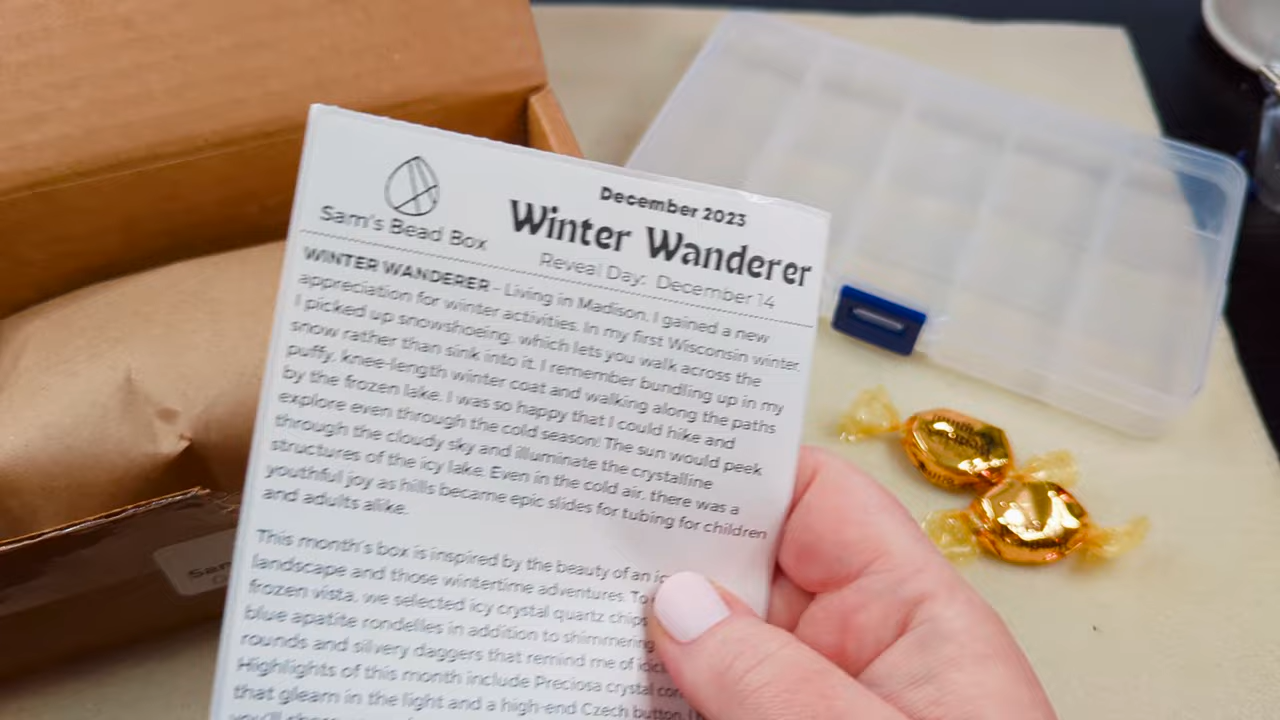 Sam's Bead Box
December 2023
Winter Wanderer
Reveal Day: December 14
WINTER WANDERER - Living in Madison, I gained a new
appreciation for winter activities. In my first Wisconsin winter,
I picked up snowshoeing, which lets you walk across the
snow rather than sink into it. I remember bundling up in my
puffy, knee-length winter coat and walking along the paths
by the frozen lake. I was so happy that I could hike and
explore even through the cold season! The sun would peek
through the cloudy sky and illuminate the crystalline
structures of the icy lake. Even in the cold air, there was a
youthful joy as hills became epic slides for tubing for children
and adults alike.
This month's box is inspired by the beauty of an
landscape and those wintertime adventures. To
frozen vista, we selected icy crystal quartz chips
blue apatite rondelles in addition to shimmering
rounds and silvery daggers that remind me of
Highlights of this month include Preciosa crystal
that gleam in the light and a high-end Czech button.
Sam